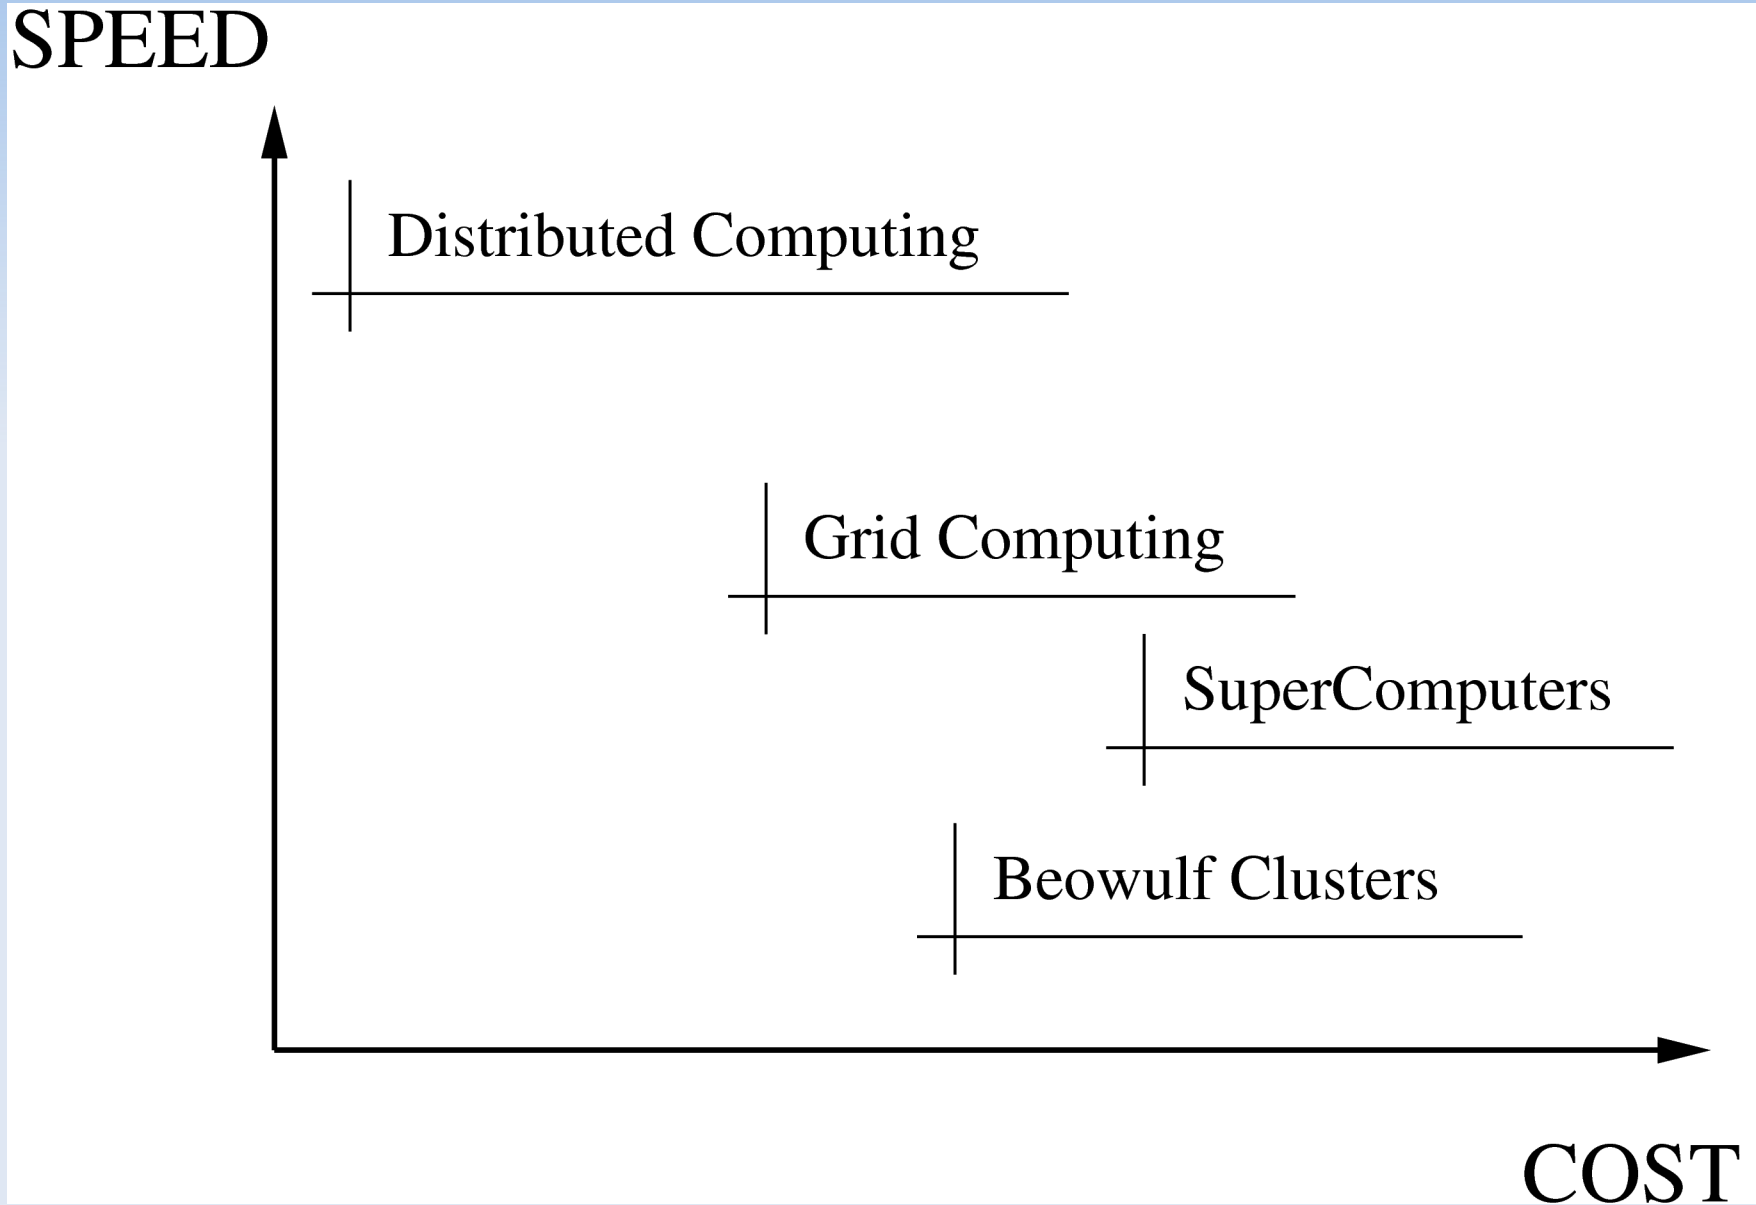 SPEED
Distributed Computing
Grid Computing
SuperComputers
Beowulf Clusters
COST